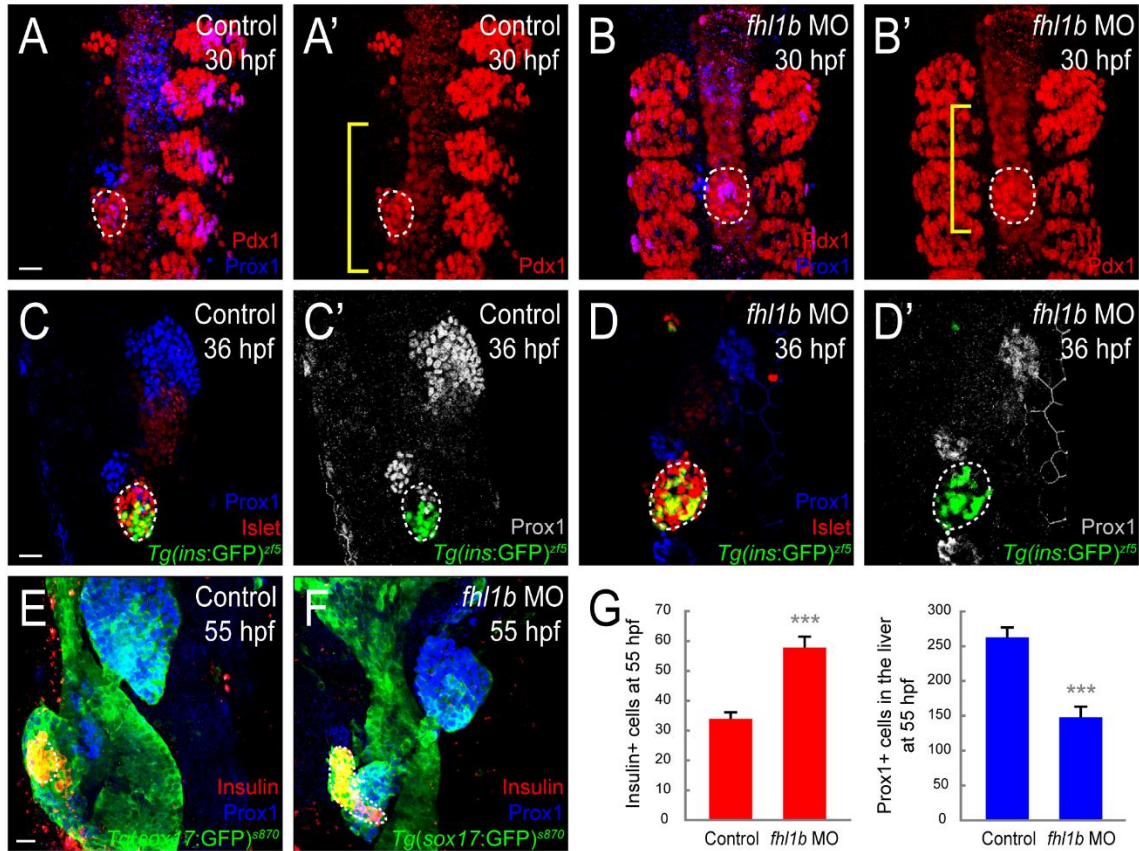 A
Control
30 hpf
Pdx1
Prox1
A'
Control
30 hpf
Pdx1
B
fhl1b MO
30 hpf
Pdx1
Prox1
B'
fhl1b MO
30 hpf
Pdx1
C
Control
36 hpf
Prox1
Islet
Tg(ins:GFP)zf5
C'
Control
36 hpf
Prox1
Tg(ins:GFP)zf5
D
fhl1b MO
36 hpf
Prox1
Islet
Tg(ins:GFP)zf5
D'
fhl1b MO
36 hpf
Prox1
Tg(ins:GFP)zf5
E
Control
55 hpf
Insulin
Prox1
Tg(sox17:GFP)s870
F
fhl1b MO
55 hpf
Insulin
Prox1
Tg(sox17:GFP)s870
G
Insulin+ cells at 55 hpf
70
60
50
40
30
20
10
0
***
Control
fhl1b MO
Prox1+ cells in the liver
at 55 hpf
300
250
200
150
100
50
0
***
Control
fhl1b MO